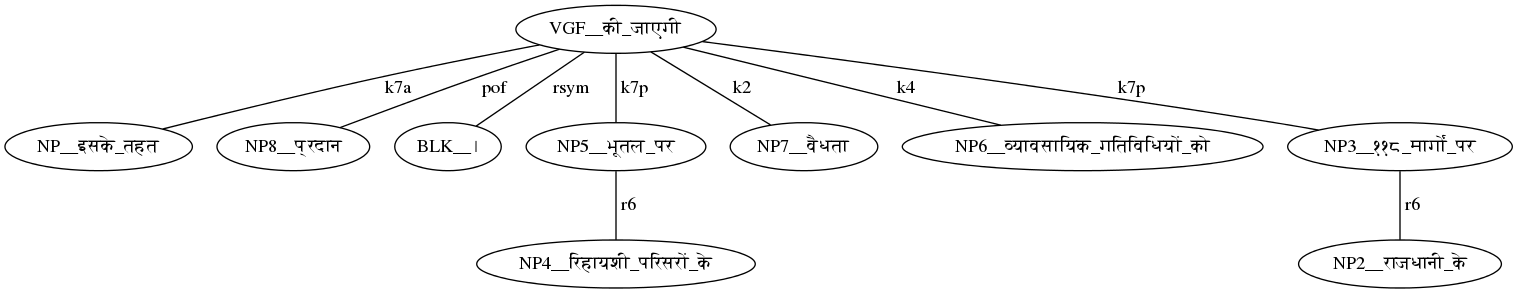 VGF__की_जाएगी
k7a pof rsym k7p k2 k4 k7p
NP__इसके_तहत NP8__प्रदान BLK__। NP5__भूतल_पर NP7__वैधता NP6__व्यावसायिक_गतिविधियों_को NP3__११८_मार्गों_पर
r6 r6
NP4__रिहायशी_परिसरों_के NP2__राजधानी_के